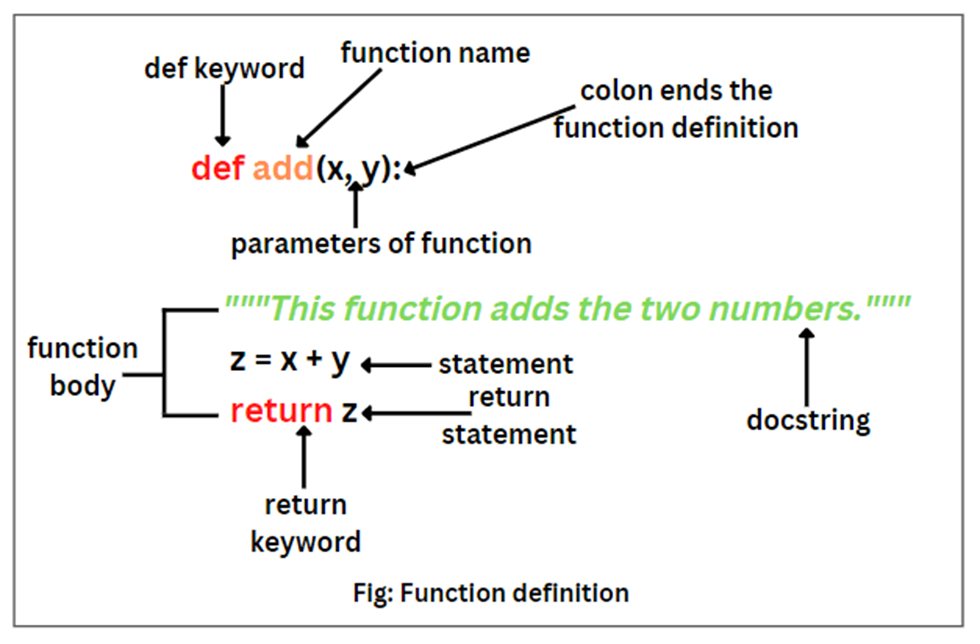 function name
def keyword
colon ends the
function definition
def add(x, y):
parameters of function
"""This function adds the two numbers."""
function
body
z = x + y
statement
return z
return
statement
docstring
return
keyword
Fig: Function definition